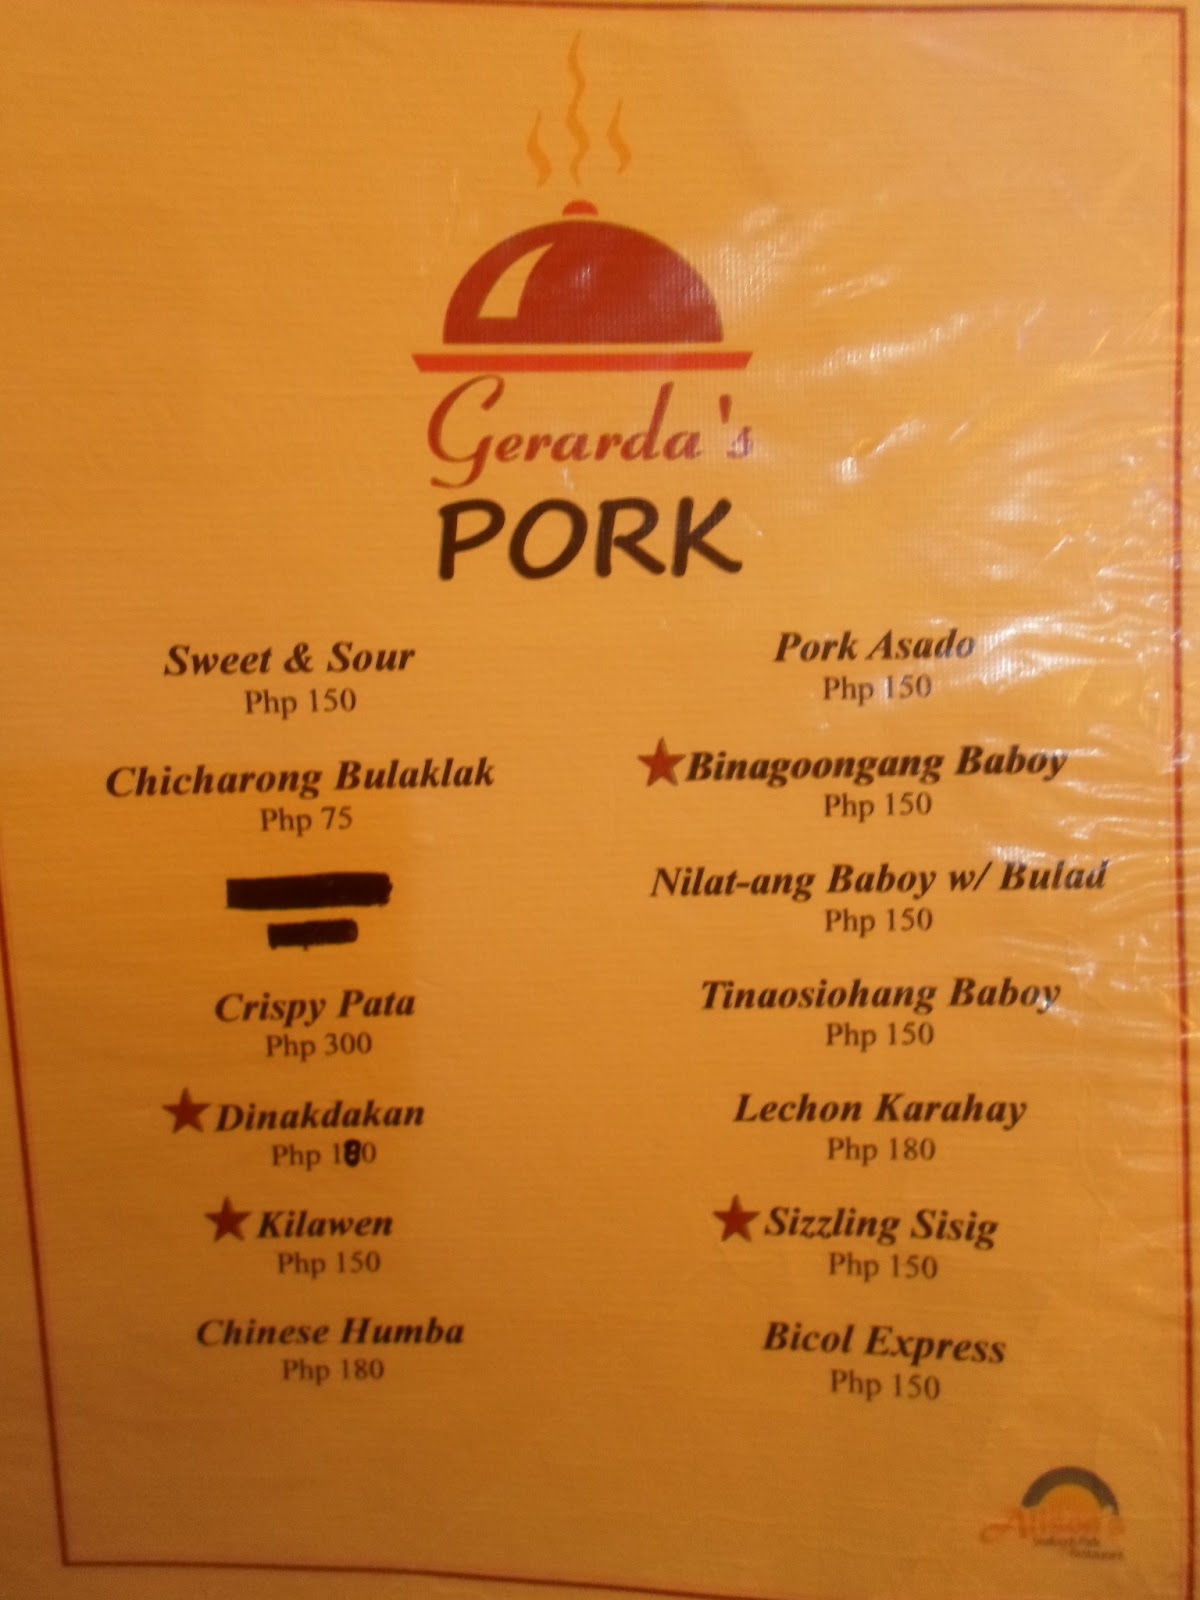 Gerarda's
PORK
Sweet & Sour
Php 150
Chicharong Bulaklak
Php 75
Crispy Pata
Php 300
Dinakdakan
Php 180
Kilawen
Php 150
Chinese Humba
Php 180
Pork Asado
Php 150
Binagoongang Baboy
Php 150
Nilat-ang Baboy w/ Bulad
Php 150
Tinaosiohang Baboy
Php 150
Lechon Karahay
Php 180
Sizzling Sisig
Php 150
Bicol Express
Php 150